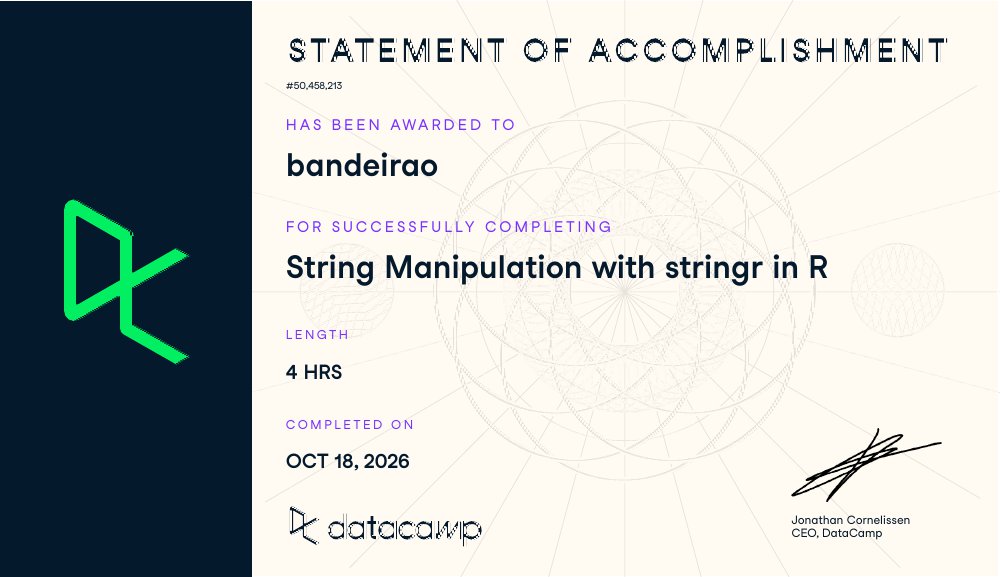 STATEMENT OF ACCOMPLISHMENT
#50,458,213
HAS BEEN AWARDED TO
bandeirao
FOR SUCCESSFULLY COMPLETING
String Manipulation with stringr in R
LENGTH
4 HRS
COMPLETED ON
OCT 18, 2026
datacamp
Jonathan Cornelissen
CEO, DataCamp